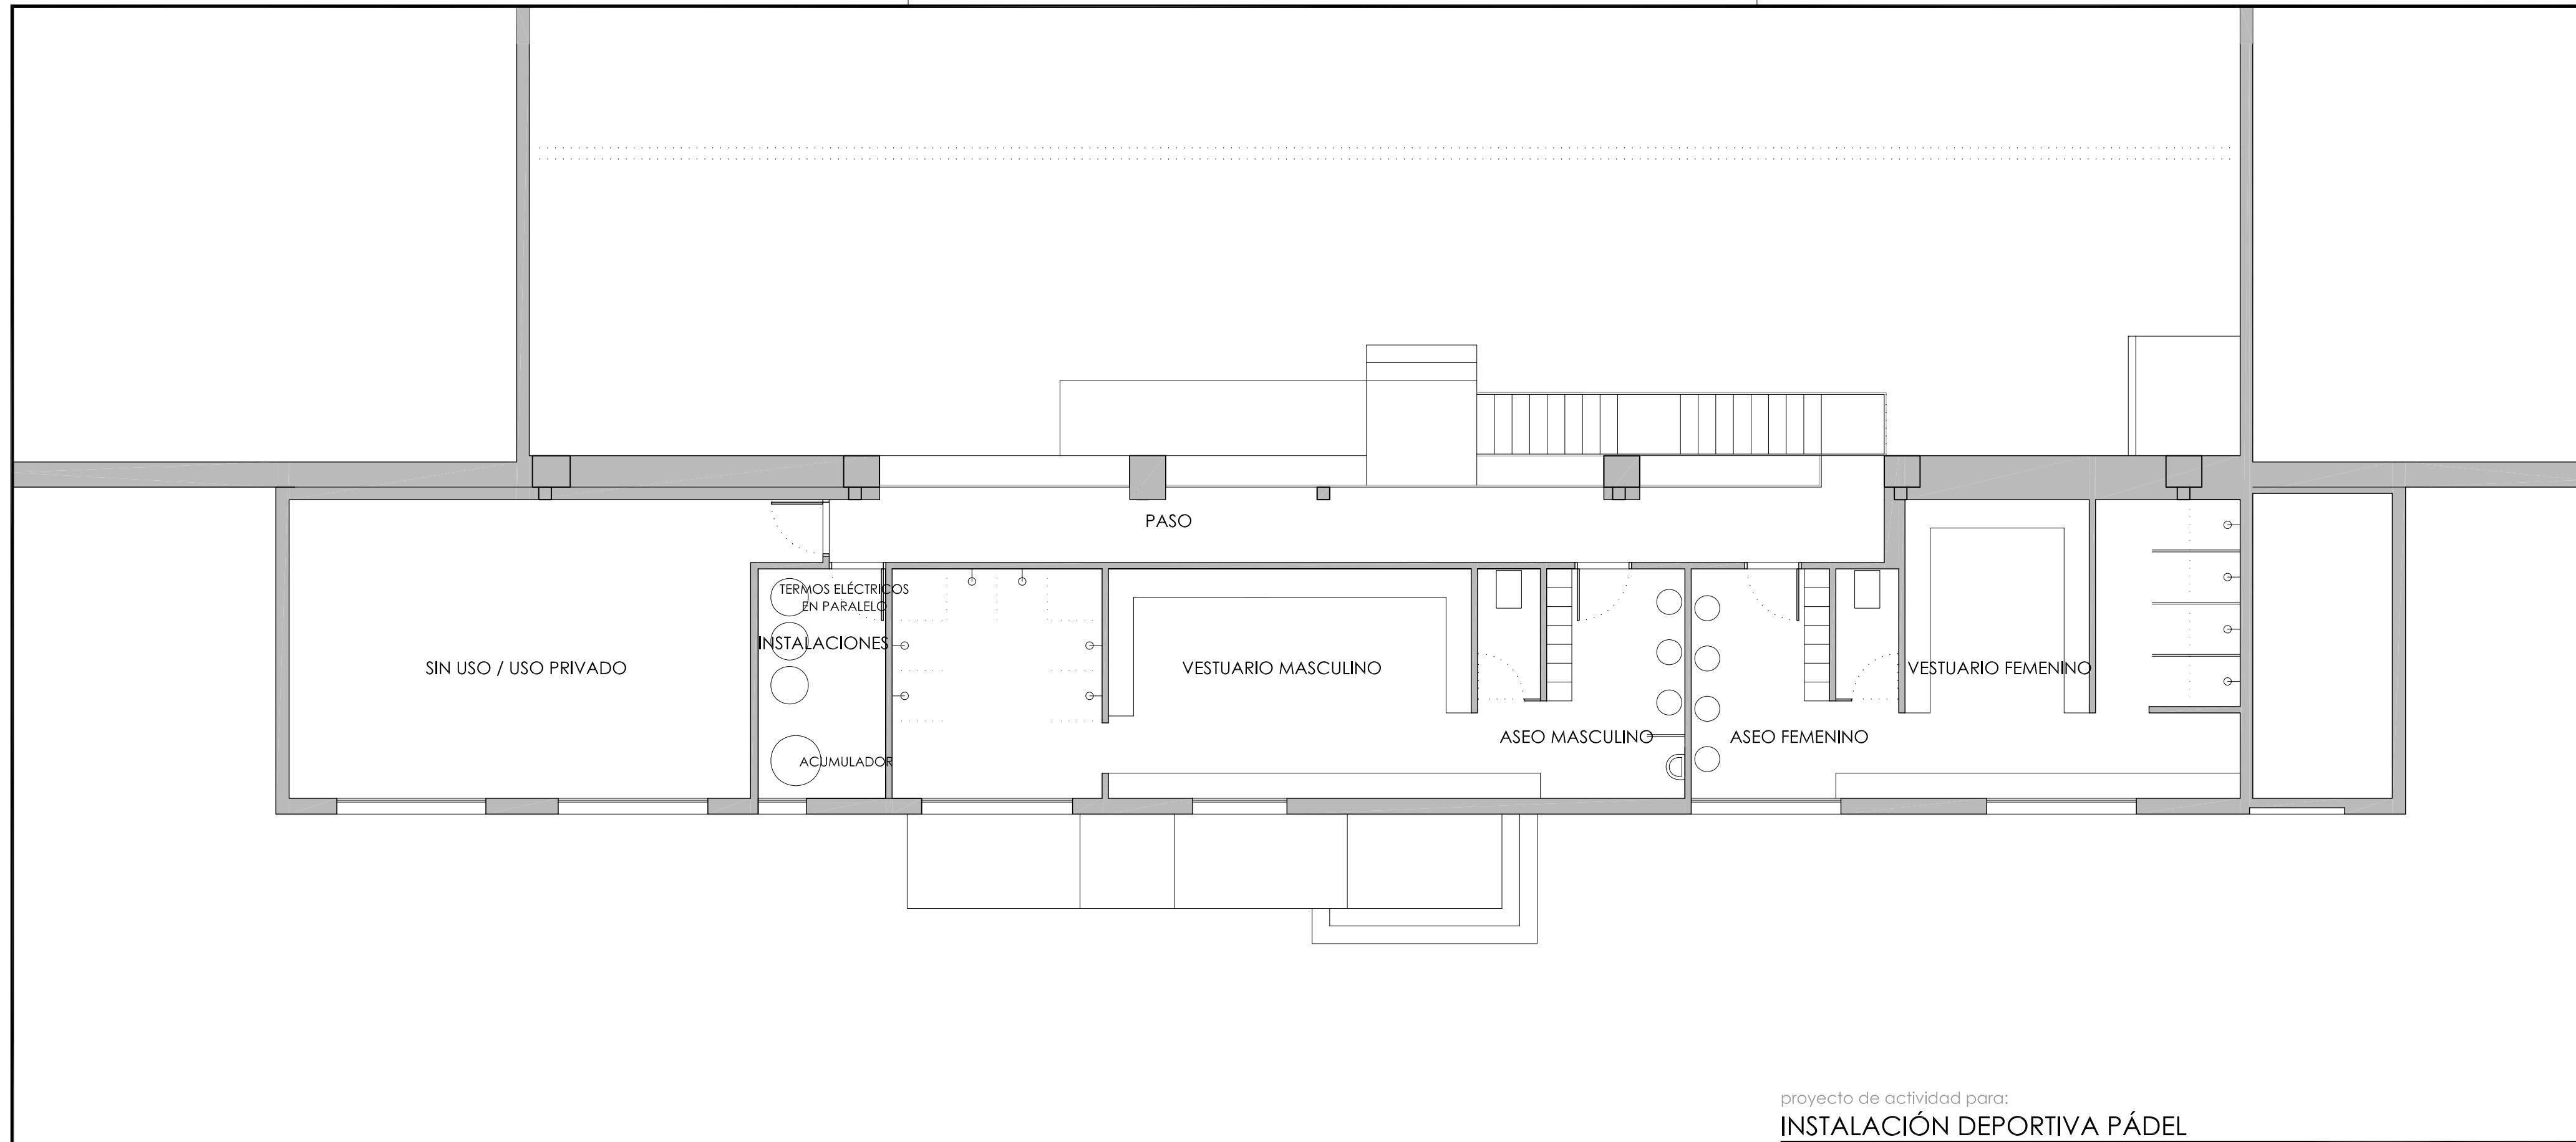 PASO
TERMOS ELÉCTRICOS
EN PARALELO
INSTALACIONES
SIN USO / USO PRIVADO
VESTUARIO MASCULINO
VESTUARIO FEMENINO
ASEO MASCULINO
ASEO FEMENINO
ACUMULADOR
proyecto de actividad para:
INSTALACIÓN DEPORTIVA PÁDEL